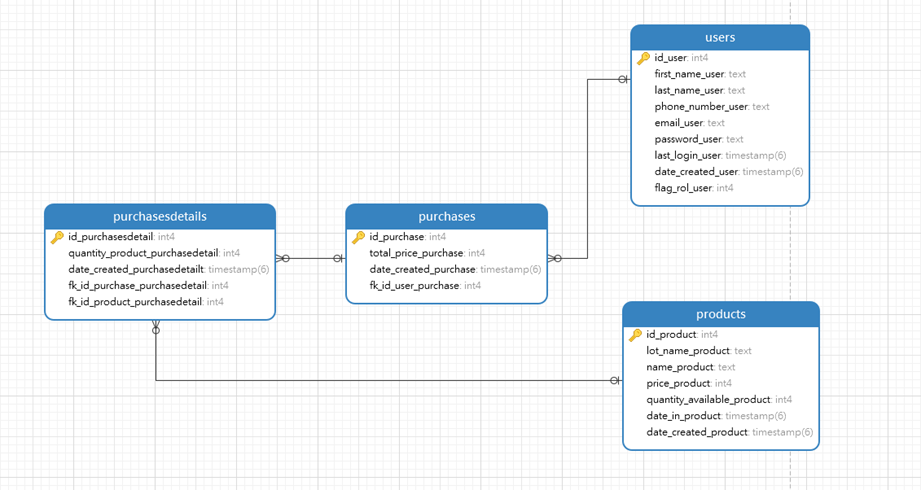 users
id_user: int4
first_name_user: text
last_name_user: text
phone_number_user: text
email_user: text
password_user: text
last_login_user: timestamp(6)
date_created_user: timestamp(6)
flag_rol_user: int4
purchasesdetails
id_purchasesdetail: int4
quantity_product_purchasedetail: int4
date_created_purchasedetailt: timestamp(6)
fk_id_purchase_purchasedetail: int4
fk_id_product_purchasedetail: int4
purchases
id_purchase: int4
total_price_purchase: int4
date_created_purchase: timestamp(6)
fk_id_user_purchase: int4
products
id_product: int4
lot_name_product: text
name_product: text
price_product: int4
quantity_available_product: int4
date_in_product: timestamp(6)
date_created_product: timestamp(6)